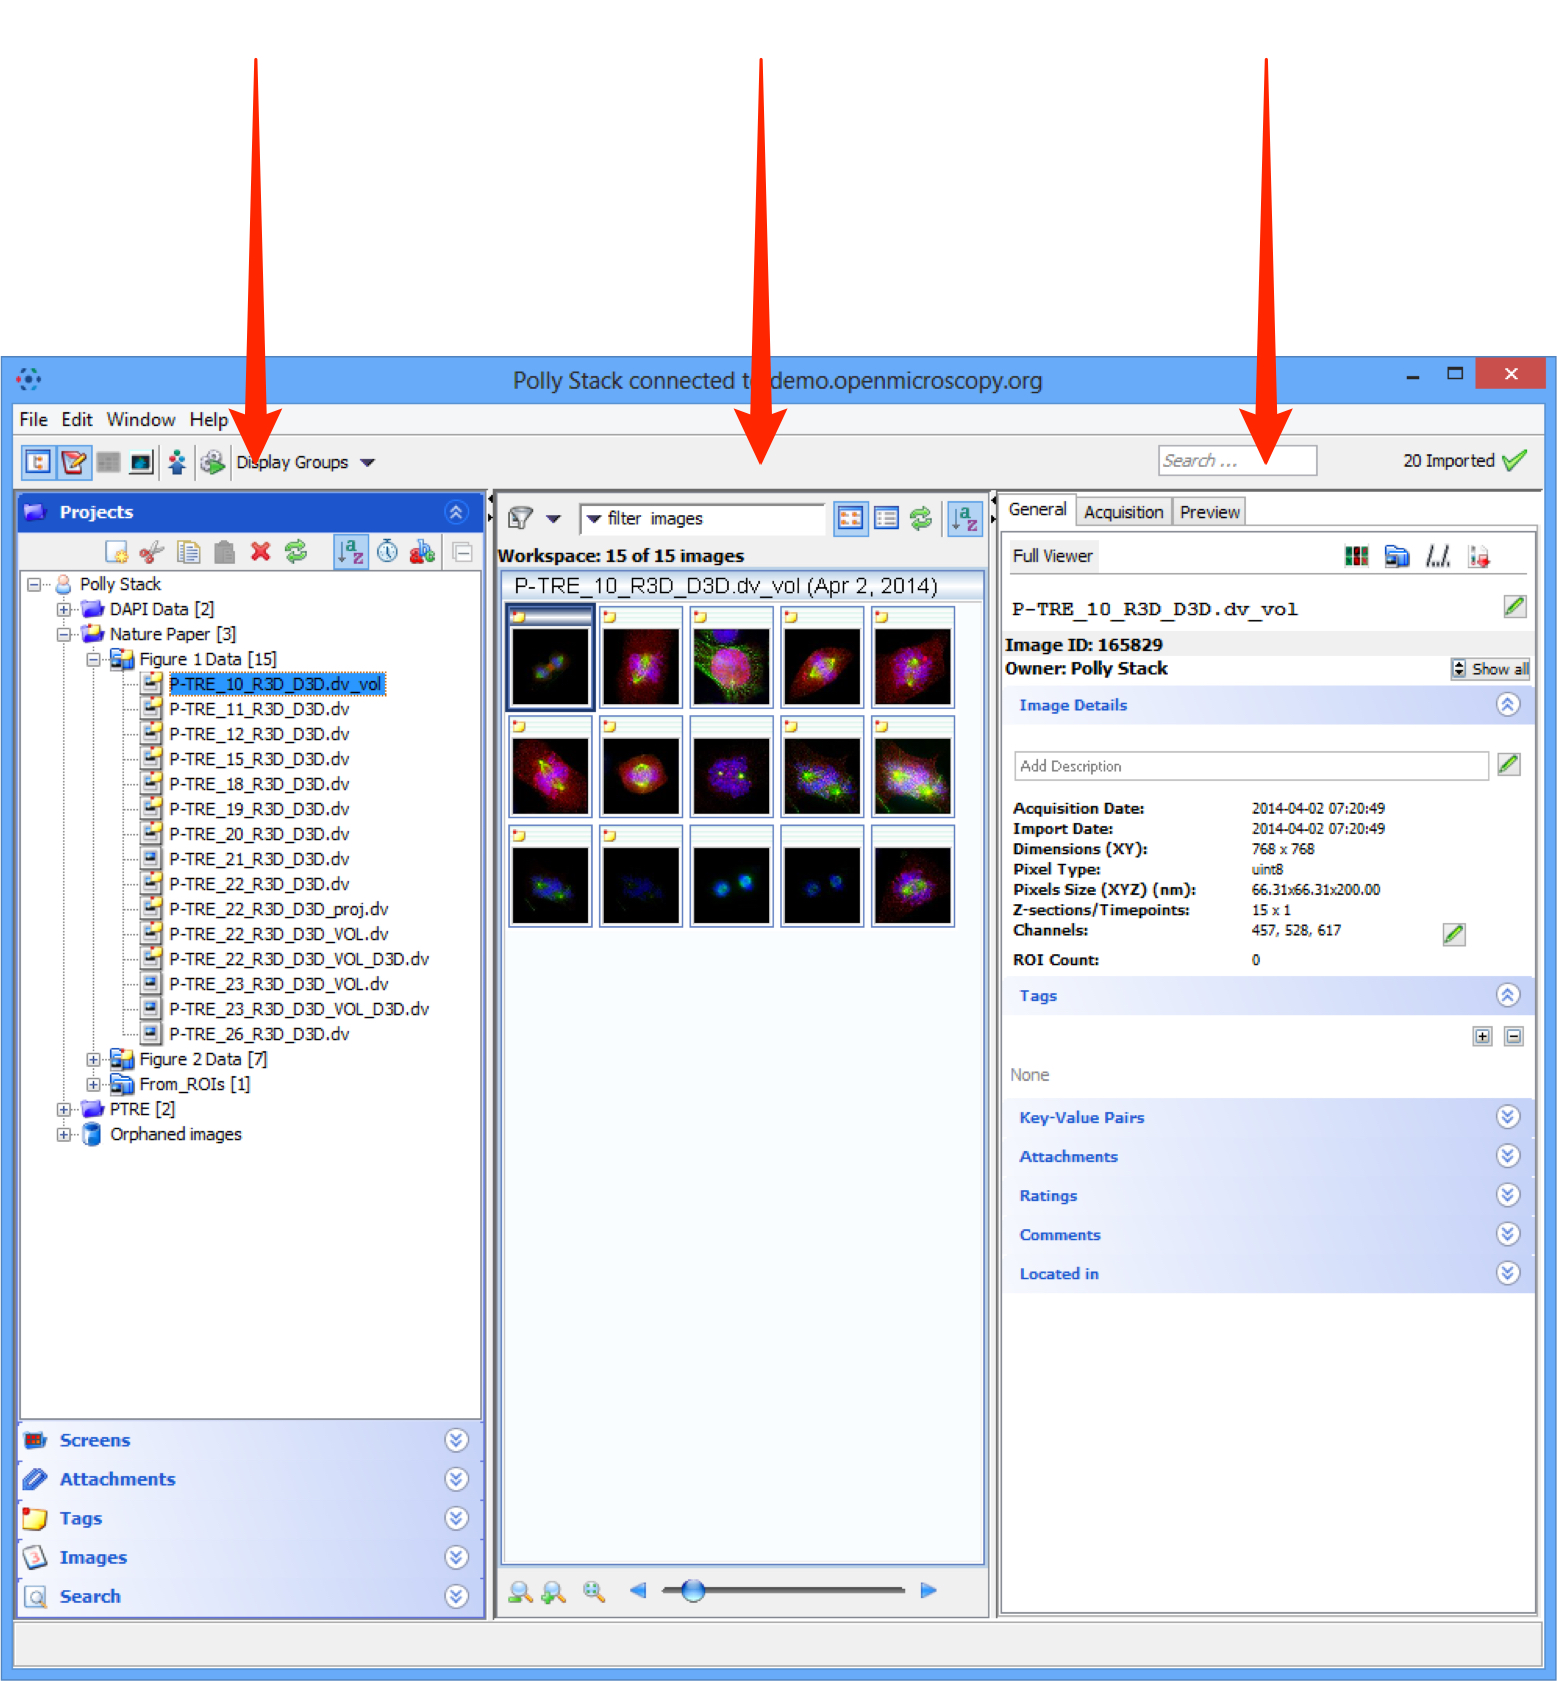 Polly Stack connected to demo.openmicroscopy.org
File Edit Window Help
Display Groups
Search ...
20 Imported
Projects
Polly Stack
DAPI Data [2]
Nature Paper [3]
Figure 1 Data [15]
P-TRE_10_R3D_D3D.dv_vol
P-TRE_11_R3D_D3D.dv
P-TRE_12_R3D_D3D.dv
P-TRE_15_R3D_D3D.dv
P-TRE_18_R3D_D3D.dv
P-TRE_19_R3D_D3D.dv
P-TRE_20_R3D_D3D.dv
P-TRE_21_R3D_D3D.dv
P-TRE_22_R3D_D3D.dv
P-TRE_22_R3D_D3D_proj.dv
P-TRE_22_R3D_D3D_VOL.dv
P-TRE_22_R3D_D3D_VOL_D3D.dv
P-TRE_23_R3D_D3D_VOL.dv
P-TRE_23_R3D_D3D_VOL_D3D.dv
P-TRE_26_R3D_D3D.dv
Figure 2 Data [7]
From_ROIs [1]
PTRE [2]
Orphaned images
Screens
Attachments
Tags
Images
Search
filter images
Workspace: 15 of 15 images
P-TRE_10_R3D_D3D.dv_vol (Apr 2, 2014)
General Acquisition Preview
Full Viewer
P-TRE_10_R3D_D3D.dv_vol
Image ID: 165829
Owner: Polly Stack
Show all
Image Details
Add Description
Acquisition Date: 2014-04-02 07:20:49
Import Date: 2014-04-02 07:20:49
Dimensions (XY): 768 x 768
Pixel Type: uint8
Pixels Size (XYZ) (nm): 66.31x66.31x200.00
Z-sections/Timepoints: 15 x 1
Channels: 457, 528, 617
ROI Count: 0
Tags
None
Key-Value Pairs
Attachments
Ratings
Comments
Located in